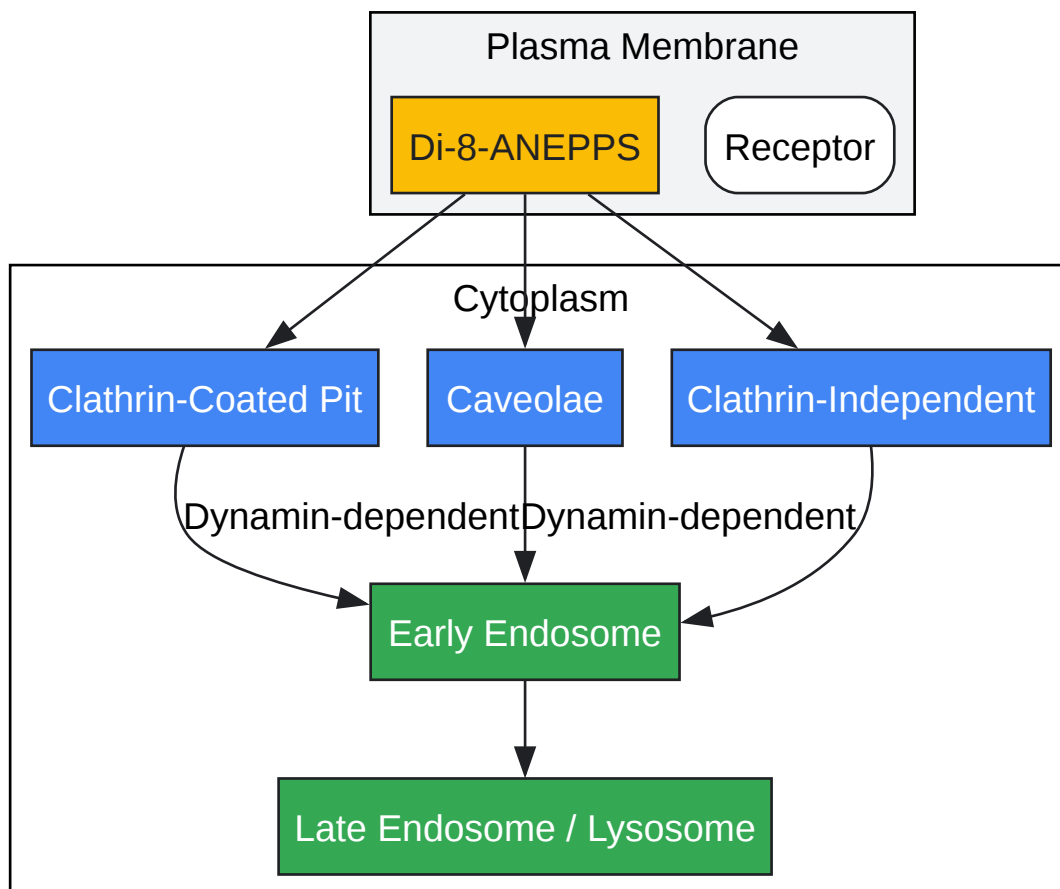 Plasma Membrane
Di-8-ANEPPS
Receptor
Cytoplasm
Clathrin-Coated Pit
Caveolae
Clathrin-Independent
Dynamin-dependent
Dynamin-dependent
Early Endosome
Late Endosome / Lysosome